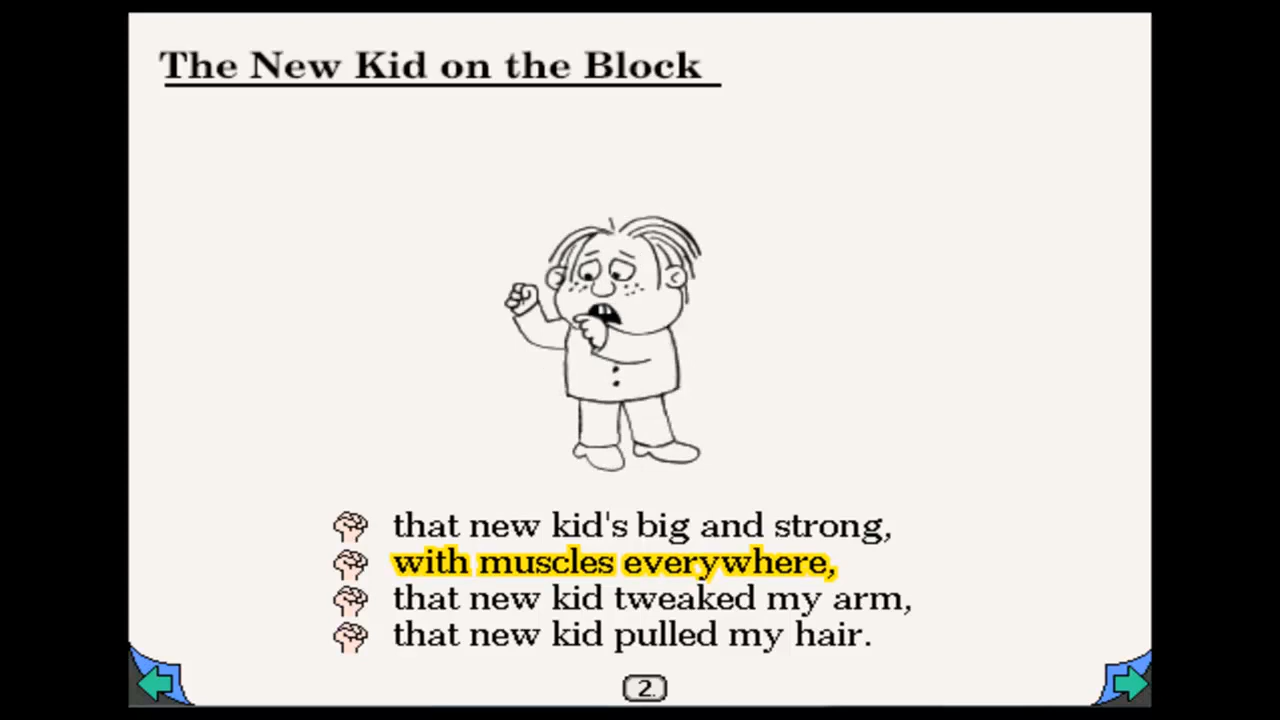 The New Kid on the Block
that new kid's big and strong,
with muscles everywhere,
that new kid tweaked my arm,
that new kid pulled my hair.
2.